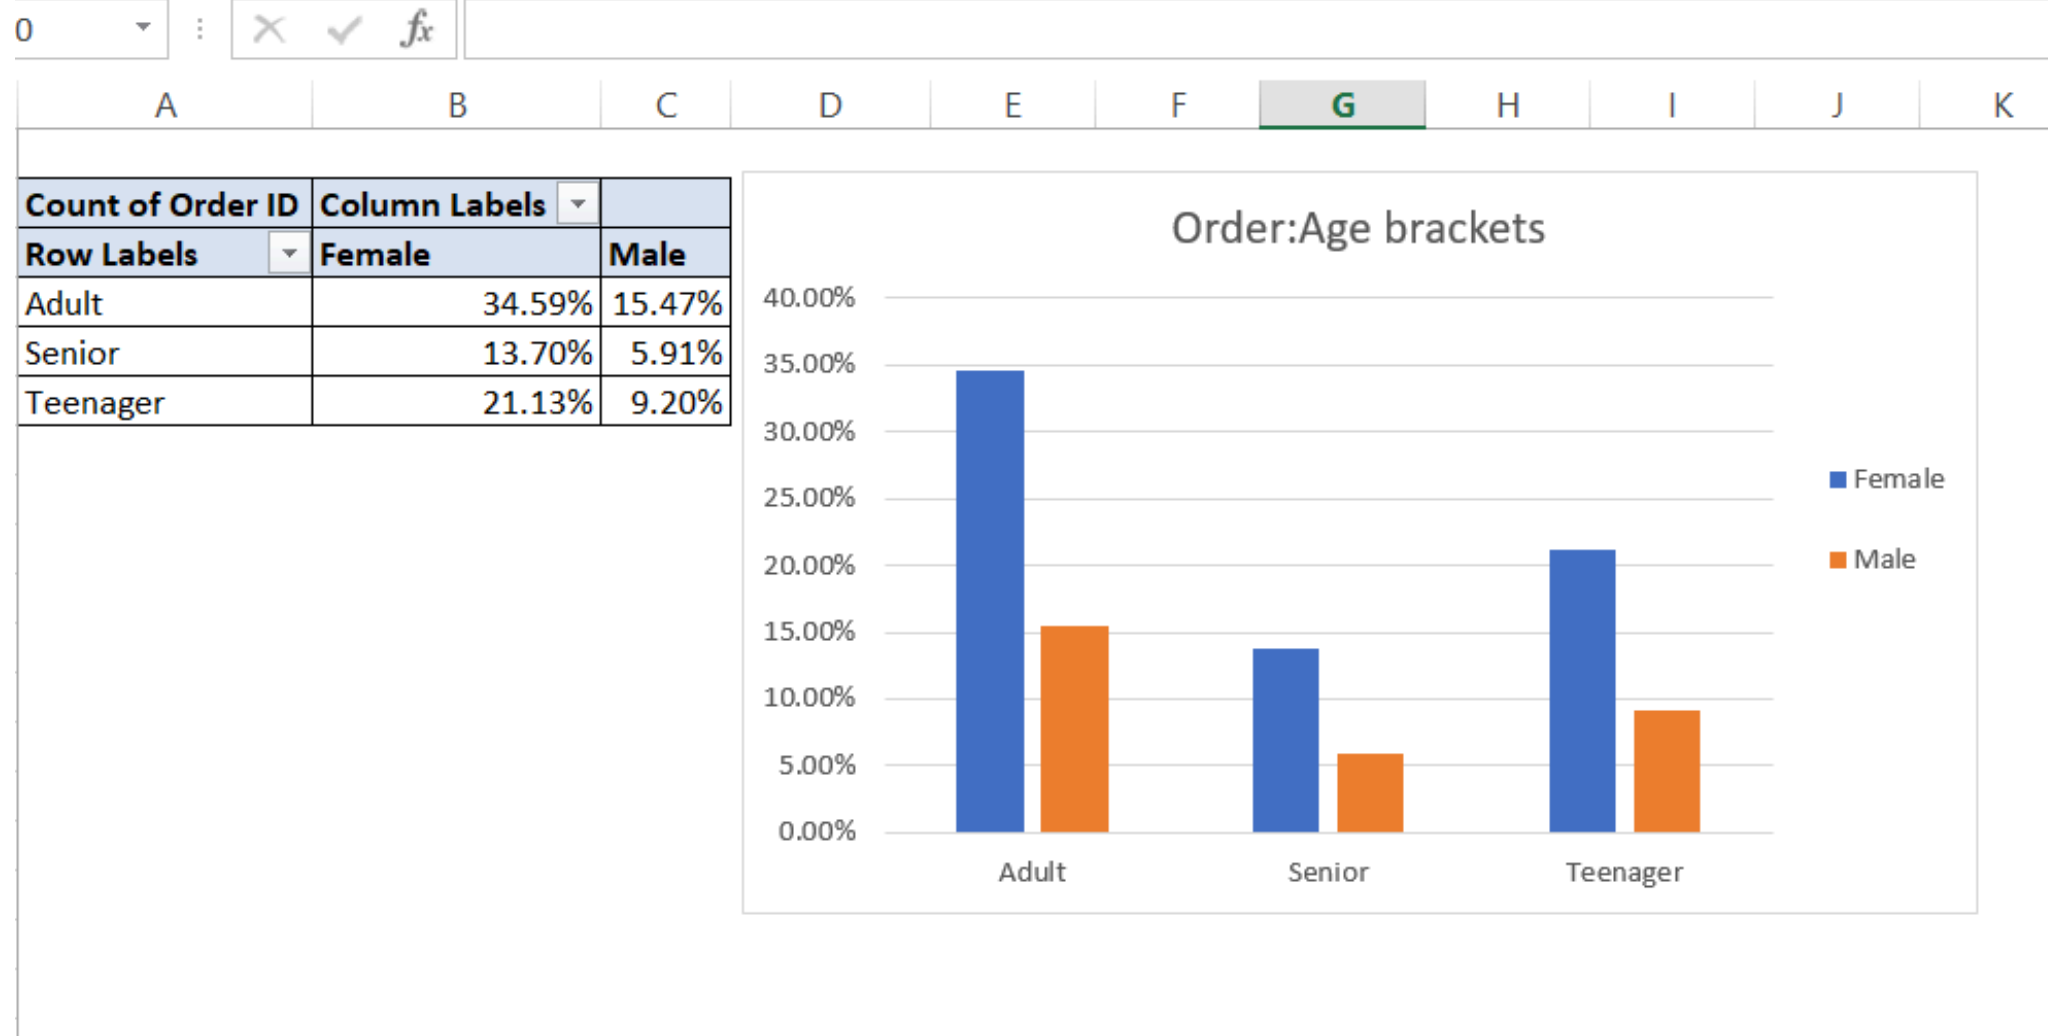 0 fx
A B C D E F G H I J K
Count of Order ID Column Labels
Row Labels Female Male
Adult 34.59% 15.47%
Senior 13.70% 5.91%
Teenager 21.13% 9.20%
Order:Age brackets
40.00%
35.00%
30.00%
25.00%
20.00%
15.00%
10.00%
5.00%
0.00%
Adult Senior Teenager
Female
Male